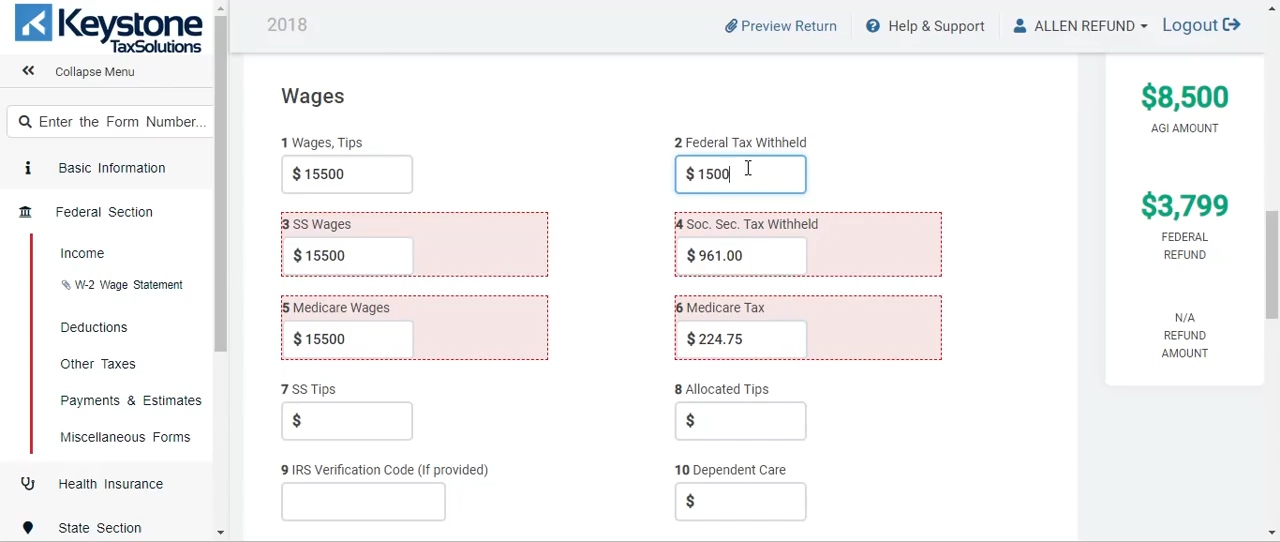 Keystone
TaxSolutions
Collapse Menu
Enter the Form Number...
Basic Information
Federal Section
Income
W-2 Wage Statement
Deductions
Other Taxes
Payments & Estimates
Miscellaneous Forms
Health Insurance
State Section
2018
Preview Return
Help & Support
ALLEN REFUND
Logout
Wages
1 Wages, Tips
$ 15500
2 Federal Tax Withheld
$ 1500
3 SS Wages
$ 15500
4 Soc. Sec. Tax Withheld
$ 961.00
5 Medicare Wages
$ 15500
6 Medicare Tax
$ 224.75
7 SS Tips
$
8 Allocated Tips
$
9 IRS Verification Code (If provided)
10 Dependent Care
$
$8,500
AGI AMOUNT
$3,799
FEDERAL
REFUND
N/A
REFUND
AMOUNT